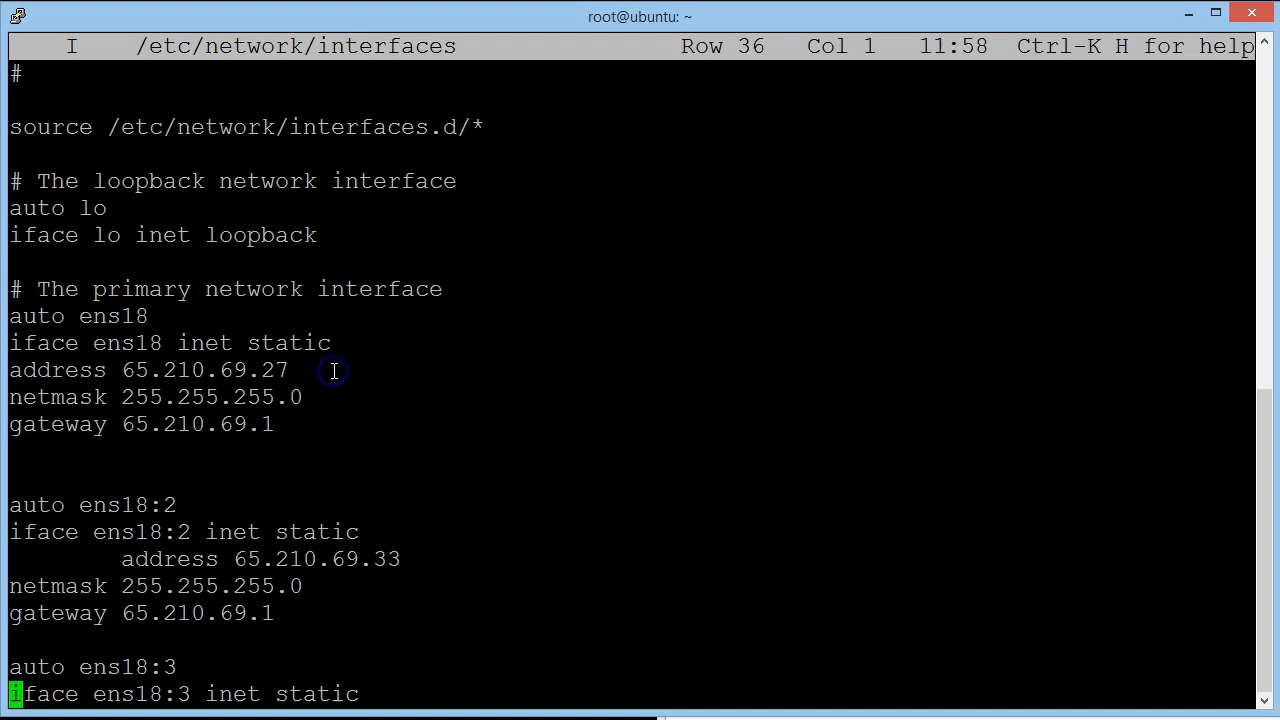 root@ubuntu: ~
I /etc/network/interfaces Row 36 Col 1 11:58 Ctrl-K H for help
#
source /etc/network/interfaces.d/*
# The loopback network interface
auto lo
iface lo inet loopback
# The primary network interface
auto ens18
iface ens18 inet static
address 65.210.69.27
netmask 255.255.255.0
gateway 65.210.69.1
auto ens18:2
iface ens18:2 inet static
address 65.210.69.33
netmask 255.255.255.0
gateway 65.210.69.1
auto ens18:3
iface ens18:3 inet static